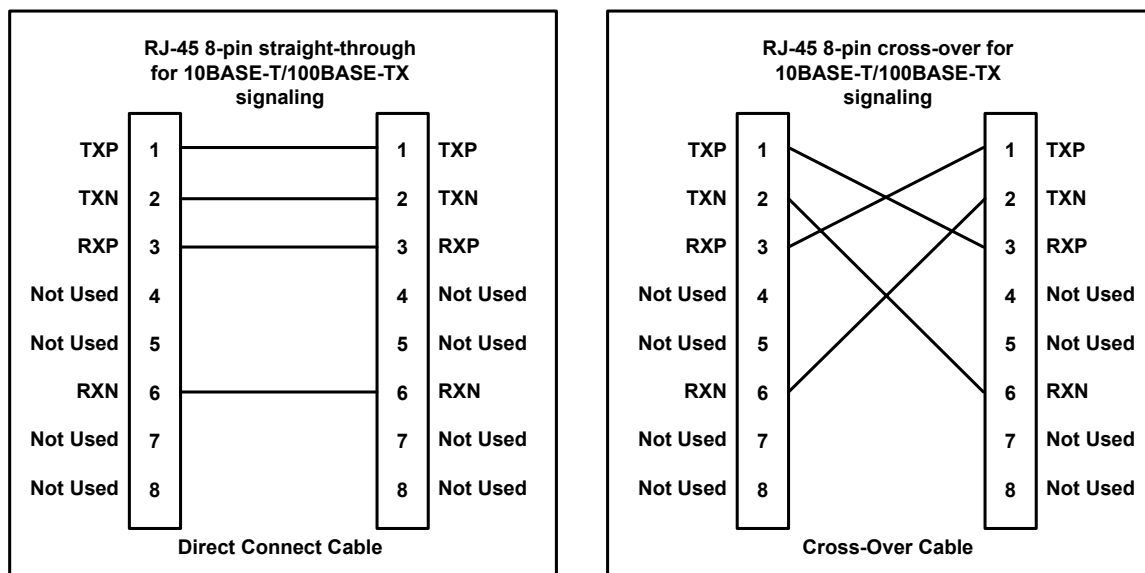 RJ-45 8-pin straight-through
for 10BASE-T/100BASE-TX
signaling
TXP 1 1 TXP
TXN 2 2 TXN
RXP 3 3 RXP
Not Used 4 4 Not Used
Not Used 5 5 Not Used
RXN 6 6 RXN
Not Used 7 7 Not Used
Not Used 8 8 Not Used
Direct Connect Cable
RJ-45 8-pin cross-over for
10BASE-T/100BASE-TX
signaling
TXP 1 1 TXP
TXN 2 2 TXN
RXP 3 3 RXP
Not Used 4 4 Not Used
Not Used 5 5 Not Used
RXN 6 6 RXN
Not Used 7 7 Not Used
Not Used 8 8 Not Used
Cross-Over Cable